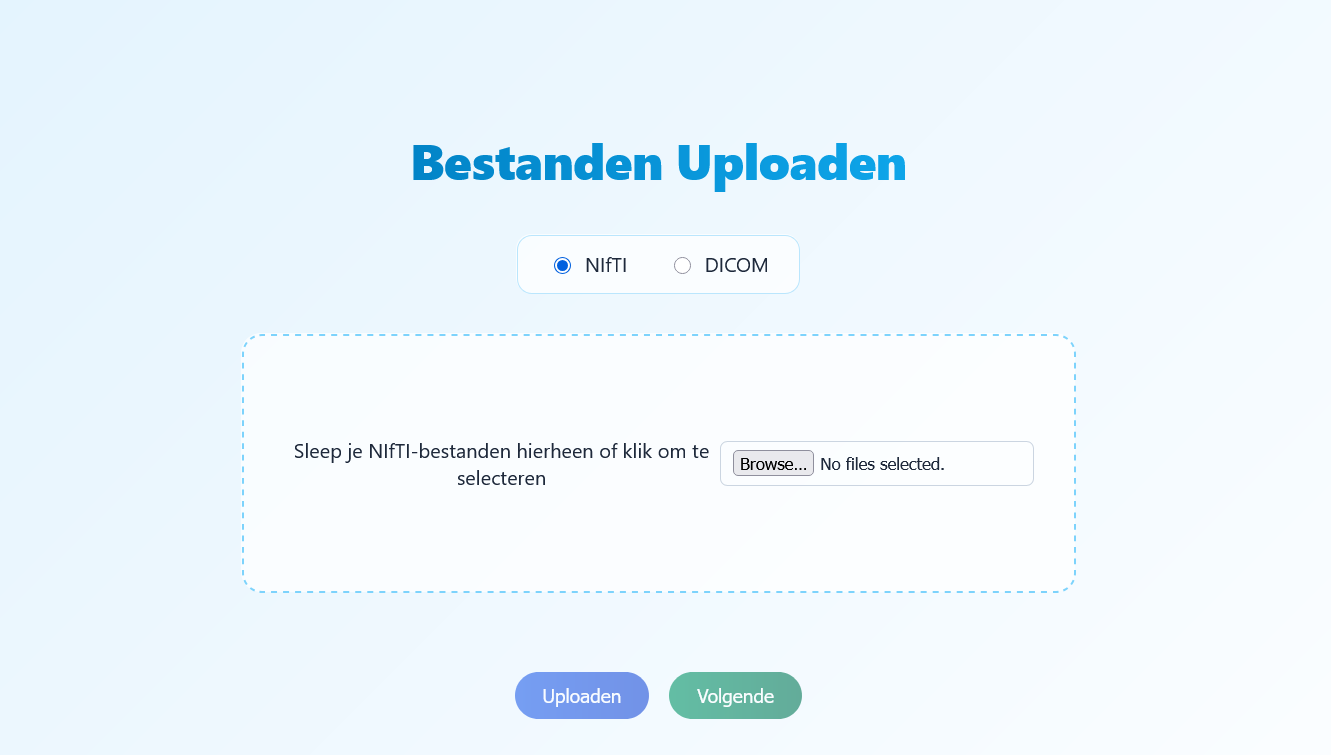 Bestanden Uploaden
NIfTI DICOM
Sleep je NIfTI-bestanden hierheen of klik om te
selecteren
Browse... No files selected.
Uploaden Volgende